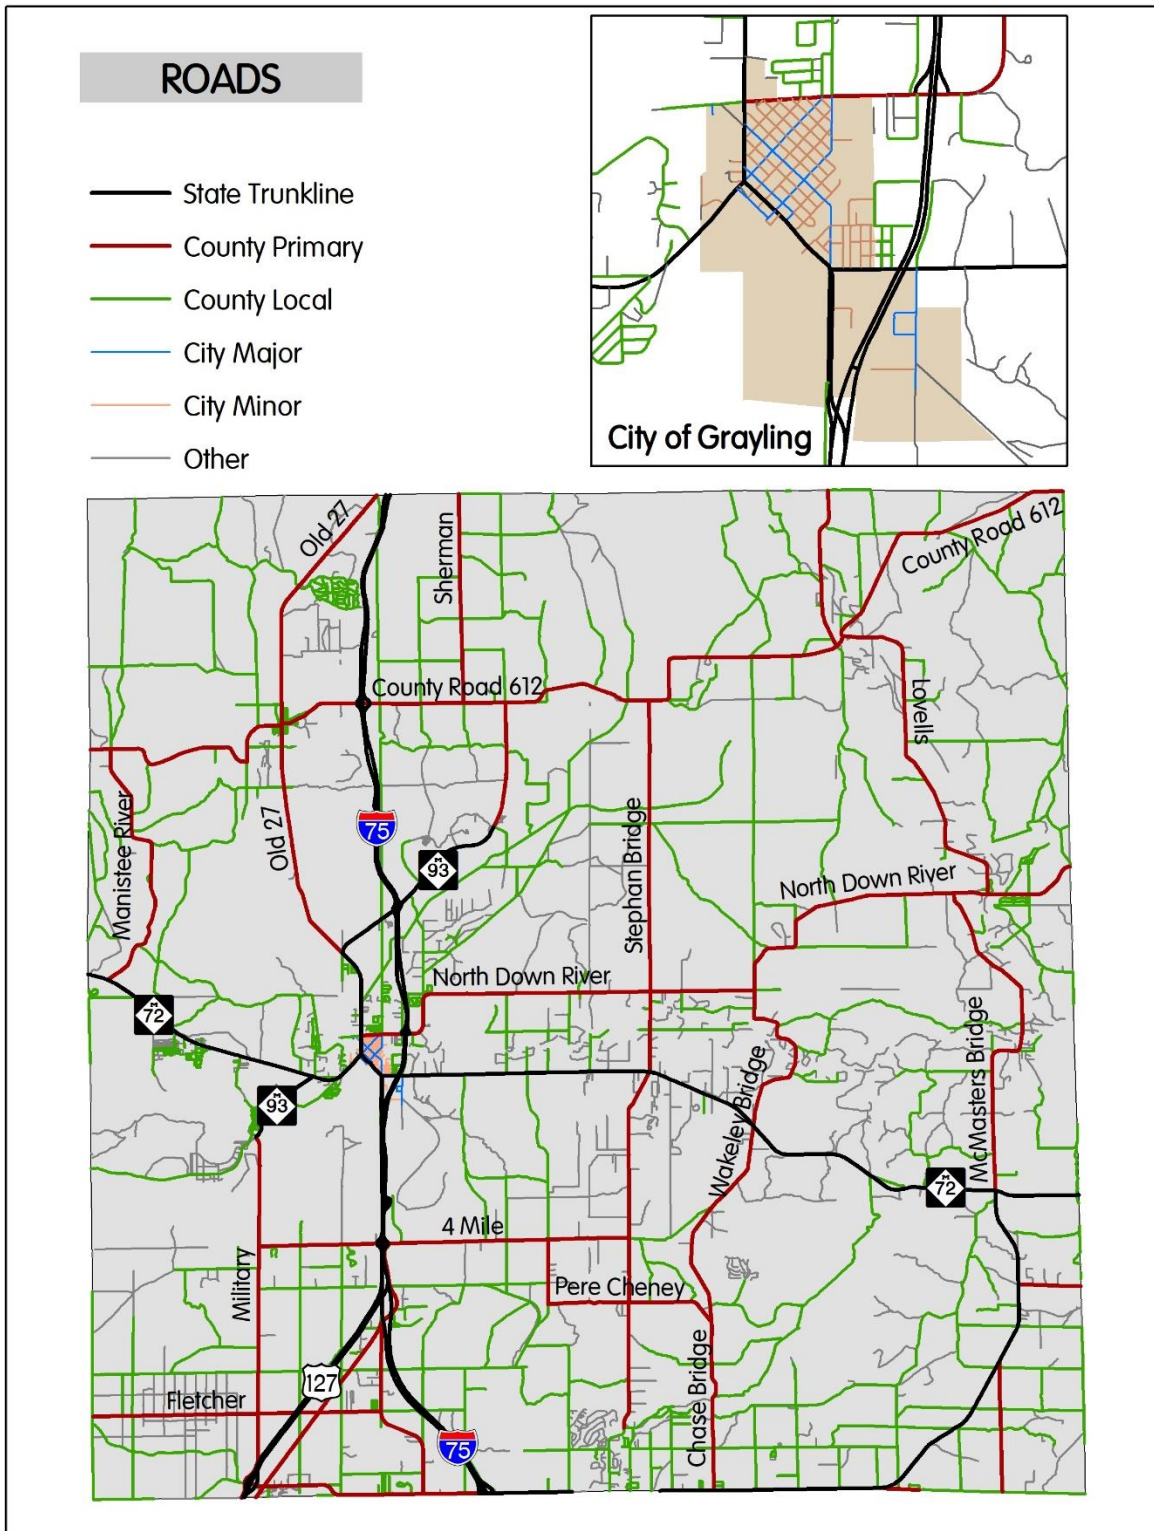 ROADS
State Trunkline
County Primary
County Local
City Major
City Minor
Other
City of Grayling
Old 27
Sherman
County Road 612
County Road 612
Lovells
Manistee River
Old 27
75
M
93
Stephan Bridge
North Down River
North Down River
M
72
McMasters Bridge
Wakeley Bridge
M
93
M
72
4 Mile
Military
Pere Cheney
Chase Bridge
127
Fletcher
75